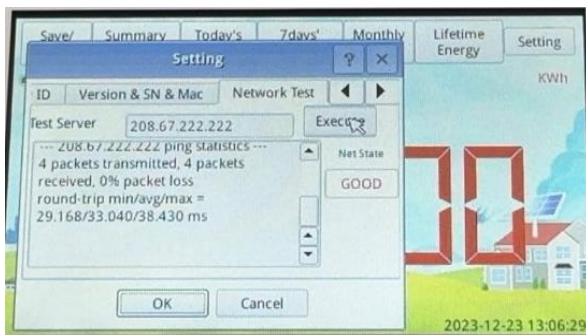 Save/ Summary Today's 7days' Monthly Lifetime Energy Setting
Setting ? ×
KWh
ID Version & SN & Mac Network Test
Test Server 208.67.222.222 Execute
--- 208.67.222.222 ping statistics ---
4 packets transmitted, 4 packets
received, 0% packet loss
round-trip min/avg/max =
29.168/33.040/38.430 ms
Net State
GOOD
OK Cancel
2023-12-23 13:06:29